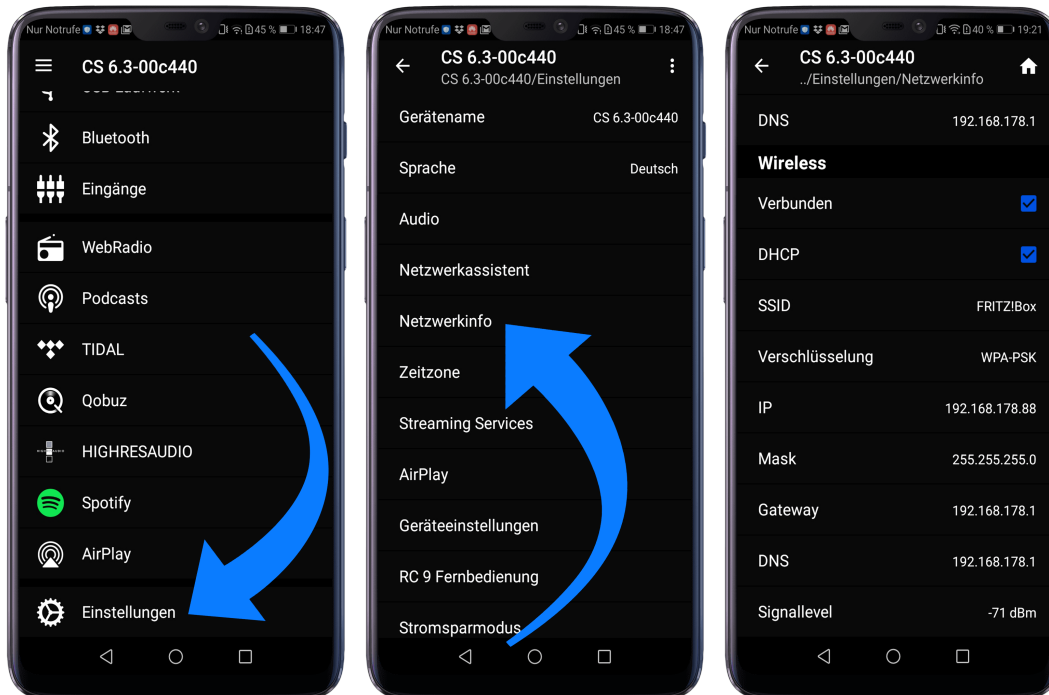 Nur Notrufe 45 % 18:47
CS 6.3-00c440
Bluetooth
Eingänge
WebRadio
Podcasts
TIDAL
Qobuz
HIGHRESAUDIO
Spotify
AirPlay
Einstellungen
Nur Notrufe 45 % 18:47
CS 6.3-00c440
CS 6.3-00c440/Einstellungen
Gerätename CS 6.3-00c440
Sprache Deutsch
Audio
Netzwerkassistent
Netzwerkinfo
Zeitzone
Streaming Services
AirPlay
Geräteeinstellungen
RC 9 Fernbedienung
Stromsparmodus
Nur Notrufe 40 % 19:21
CS 6.3-00c440
../Einstellungen/Netzwerkinfo
DNS 192.168.178.1
Wireless
Verbunden
DHCP
SSID FRITZ!Box
Verschlüsselung WPA-PSK
IP 192.168.178.88
Mask 255.255.255.0
Gateway 192.168.178.1
DNS 192.168.178.1
Signallevel -71 dBm